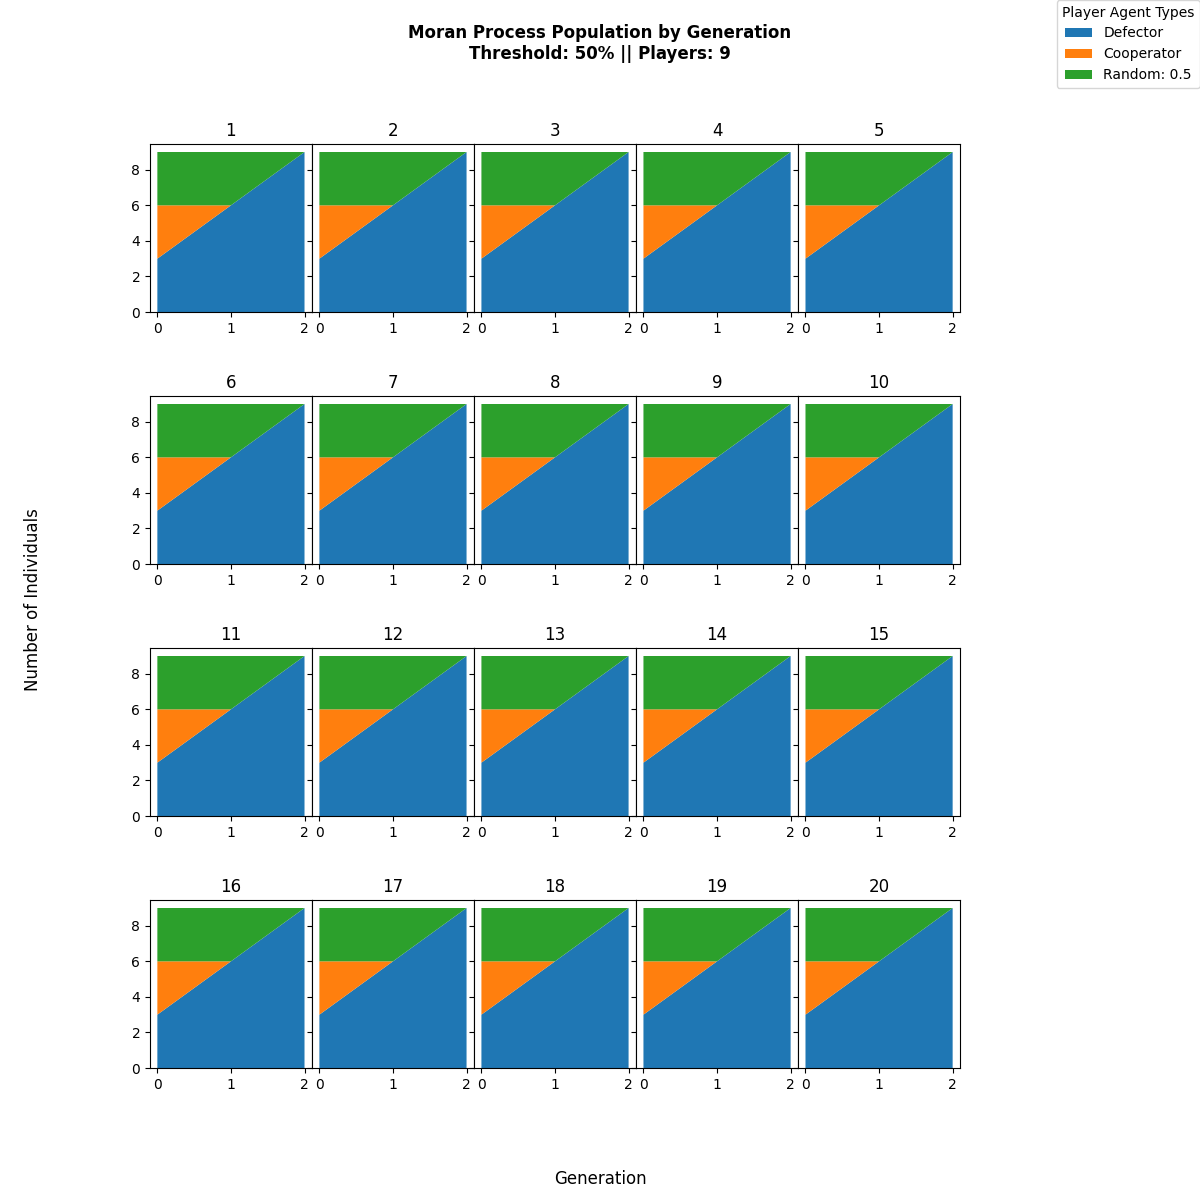 Moran Process Population by Generation
Threshold: 50% || Players: 9
Player Agent Types
Defector
Cooperator
Random: 0.5
Number of Individuals
1 2 3 4 5
8
6
4
2
0
0 1 2 0 1 2 0 1 2 0 1 2 0 1 2
6 7 8 9 10
8
6
4
2
0
0 1 2 0 1 2 0 1 2 0 1 2 0 1 2
11 12 13 14 15
8
6
4
2
0
0 1 2 0 1 2 0 1 2 0 1 2 0 1 2
16 17 18 19 20
8
6
4
2
0
0 1 2 0 1 2 0 1 2 0 1 2 0 1 2
Generation